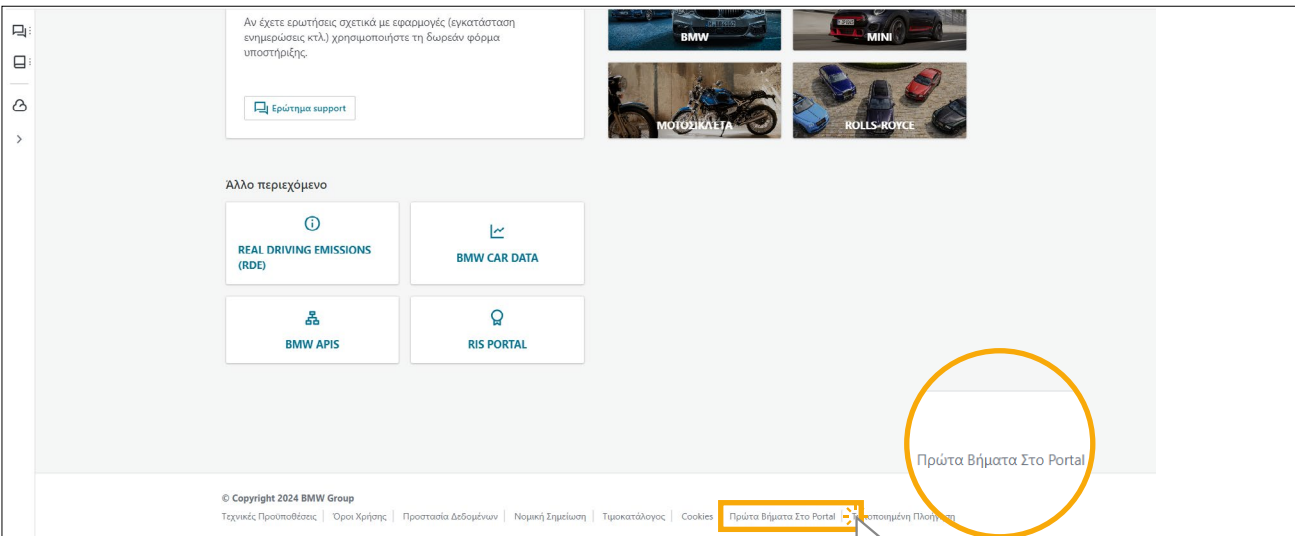 Αν έχετε ερωτήσεις σχετικά με εφαρμογές (εγκατάσταση
ενημερώσεις κτλ.) χρησιμοποιήστε τη δωρεάν φόρμα
υποστήριξης.
Ερώτημα support
BMW
MINI
ΜΟΤΟΣΙΚΛΕΤΑ
ROLLS-ROYCE
Άλλο περιεχόμενο
REAL DRIVING EMISSIONS
(RDE)
BMW CAR DATA
BMW APIS
RIS PORTAL
Πρώτα Βήματα Στο Portal
© Copyright 2024 BMW Group
Τεχνικές Προϋποθέσεις | Όροι Χρήσης | Προστασία Δεδομένων | Νομική Σημείωση | Τιμοκατάλογος | Cookies | Πρώτα Βήματα Στο Portal